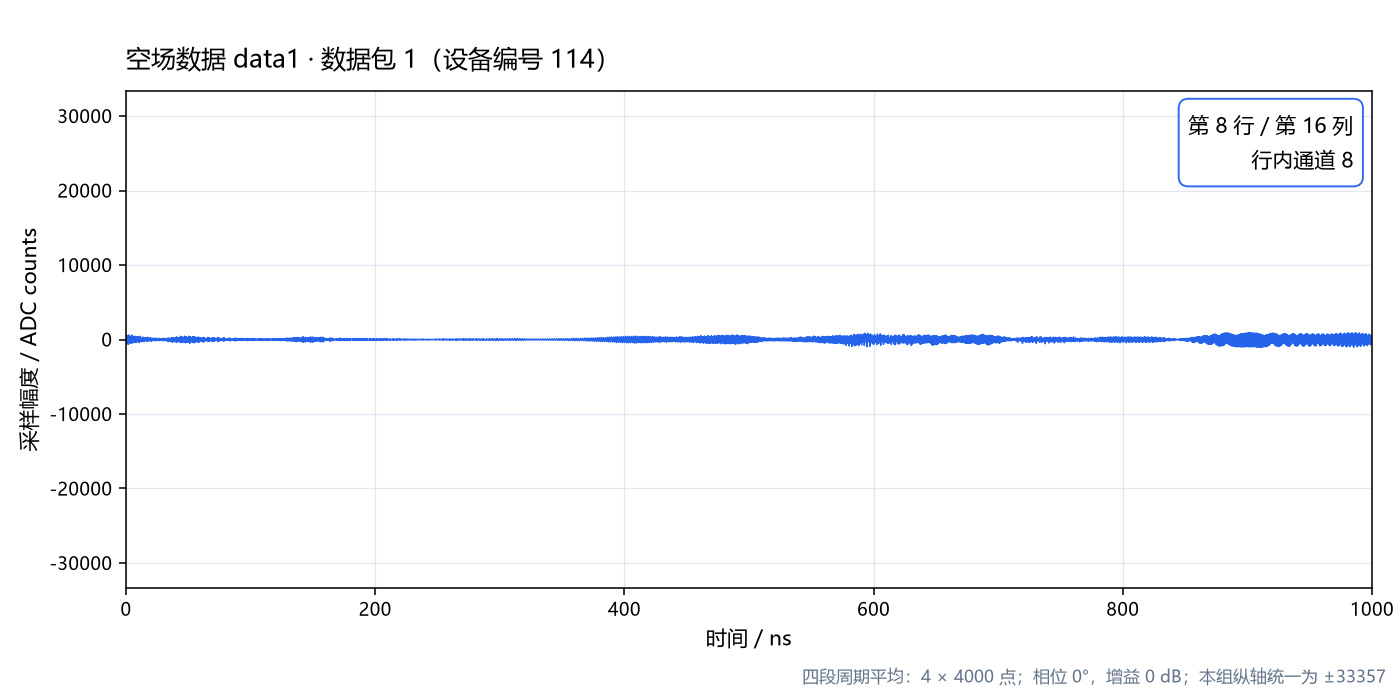 空场数据 data1 · 数据包 1（设备编号 114）
第 8 行 / 第 16 列
行内通道 8
采样幅度 / ADC counts
30000
20000
10000
0
-10000
-20000
-30000
0 200 400 600 800 1000
时间 / ns
四段周期平均：4 × 4000 点；相位 0°，增益 0 dB；本组纵轴统一为 ±33357